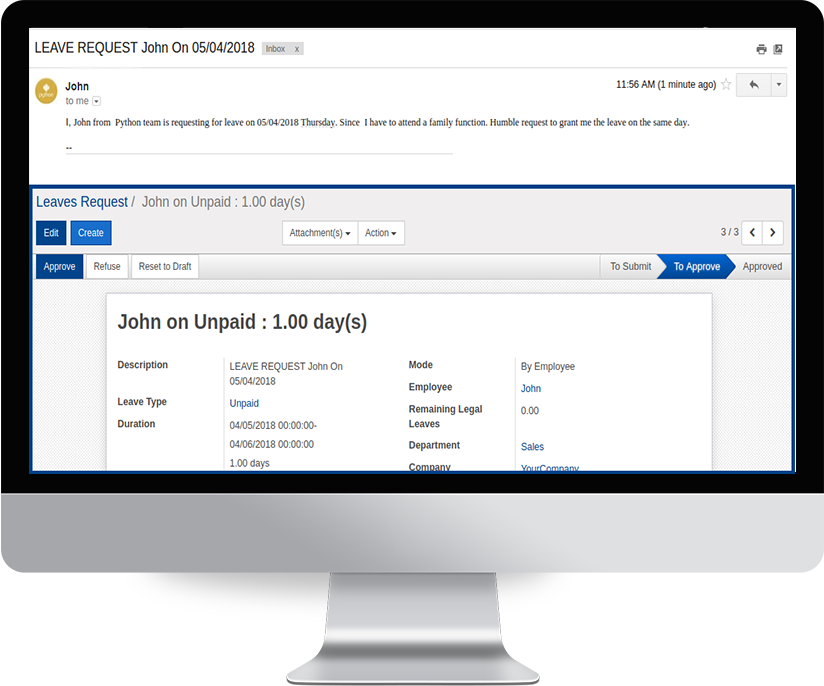 LEAVE REQUEST John On 05/04/2018 Inbox x
John 11:56 AM (1 minute ago)
to me
I, John from Python team is requesting for leave on 05/04/2018 Thursday. Since I have to attend a family function. Humble request to grant me the leave on the same day.
--
Leaves Request / John on Unpaid : 1.00 day(s)
Edit Create Attachment(s) Action 3 / 3
Approve Refuse Reset to Draft To Submit To Approve Approved
John on Unpaid : 1.00 day(s)
Description LEAVE REQUEST John On
05/04/2018
Leave Type Unpaid
Duration 04/05/2018 00:00:00-
04/06/2018 00:00:00
1.00 days
Mode By Employee
Employee John
Remaining Legal 0.00
Leaves
Department Sales
Company YourCompany